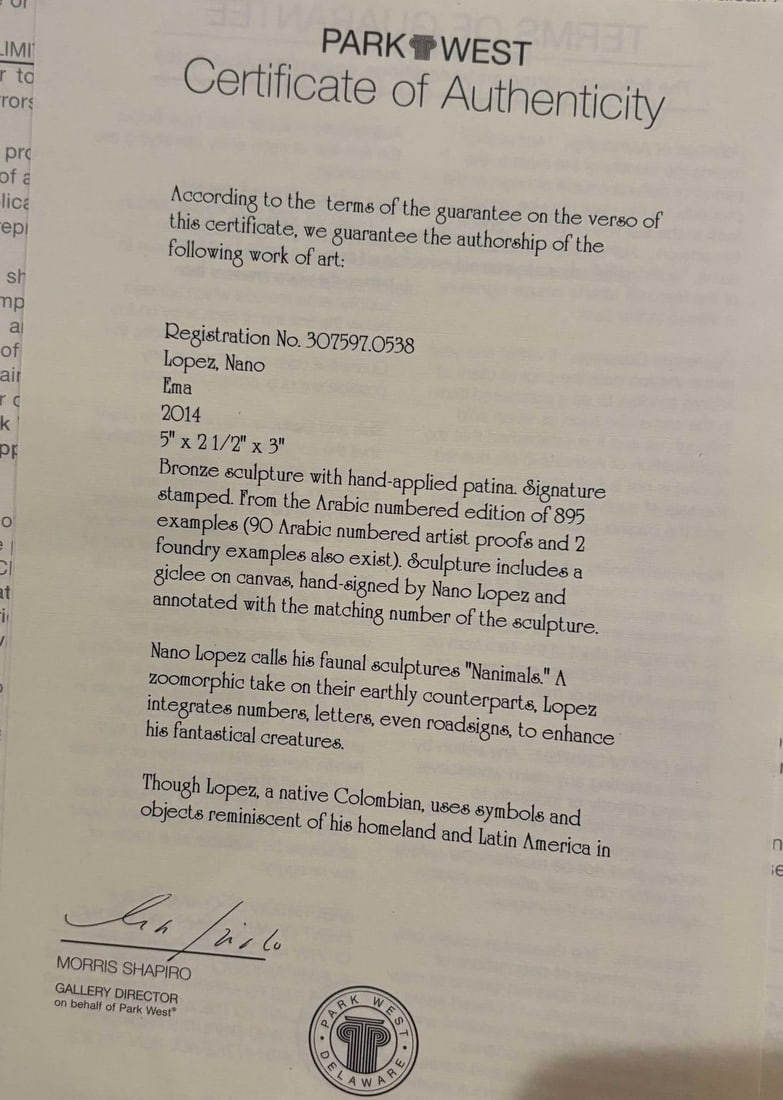 PARK WEST
Certificate of Authenticity
According to the terms of the guarantee on the verso of
this certificate, we guarantee the authorship of the
following work of art:
Registration No. 307597.0538
Lopez, Nano
Ema
2014
5" x 2 1/2" x 3"
Bronze sculpture with hand-applied patina. Signature
stamped. From the Arabic numbered edition of 895
examples (90 Arabic numbered artist proofs and 2
foundry examples also exist). Sculpture includes a
giclee on canvas, hand-signed by Nano Lopez and
annotated with the matching number of the sculpture.
Nano Lopez calls his faunal sculptures "Nanimals." A
zoomorphic take on their earthly counterparts, Lopez
integrates numbers, letters, even roadsigns, to enhance
his fantastical creatures.
Though Lopez, a native Colombian, uses symbols and
objects reminiscent of his homeland and Latin America in
MORRIS SHAPIRO
GALLERY DIRECTOR
on behalf of Park West®
PARK WEST
DELAWARE